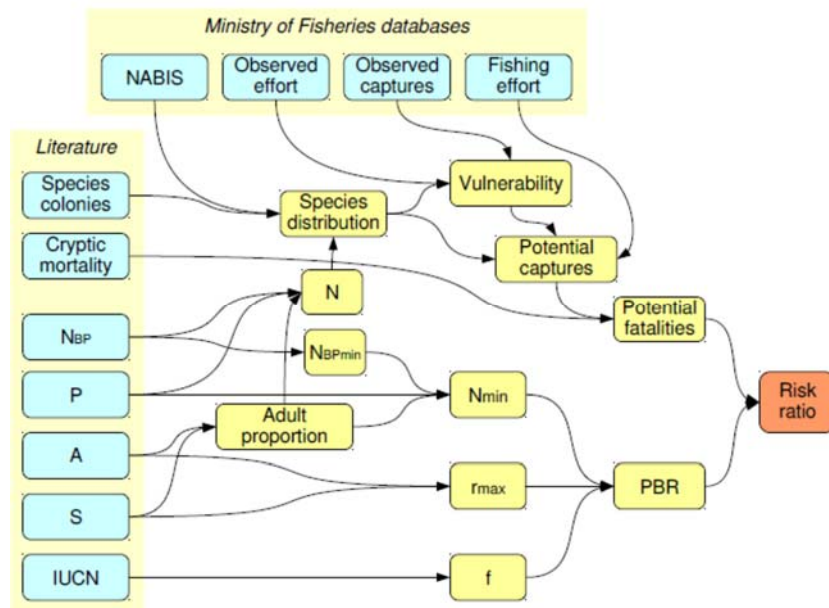 Ministry of Fisheries databases
NABIS
Observed
effort
Observed
captures
Fishing
effort
Literature
Species
colonies
Cryptic
mortality
NBP
P
A
S
IUCN
Species
distribution
Vulnerability
Potential
captures
N
NBPmin
Adult
proportion
Potential
fatalities
Nmin
rmax
f
PBR
Risk
ratio